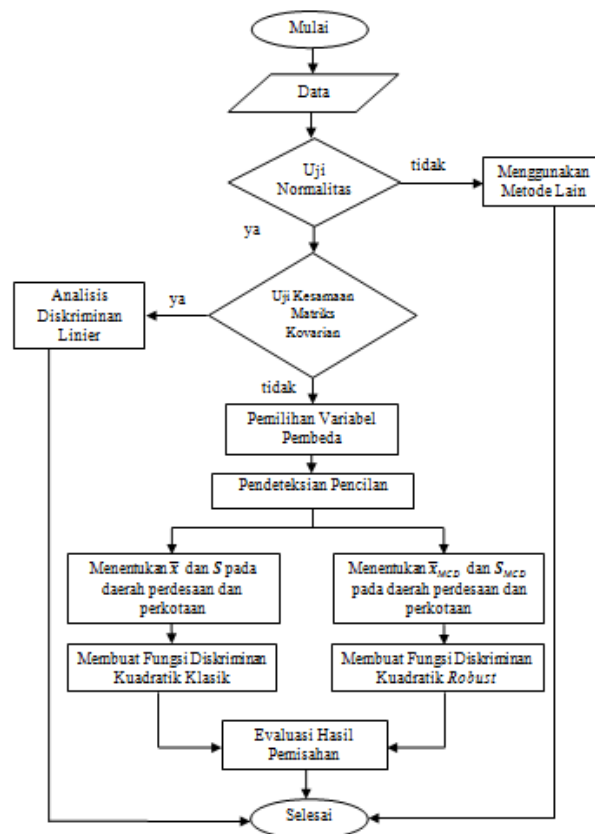 Mulai
Data
Uji
Normalitas
tidak
Menggunakan
Metode Lain
ya
Analisis
Diskriminan
Linier
ya
Uji Kesamaan
Matriks
Kovarian
tidak
Pemilihan Variabel
Pembeda
Pendeteksian Pencilan
Menentukan x̅ dan S pada
daerah perdesaan dan
perkotaan
Menentukan x̅MCD dan SMCD
pada daerah perdesaan dan
perkotaan
Membuat Fungsi Diskriminan
Kuadratik Klasik
Membuat Fungsi Diskriminan
Kuadratik Robust
Evaluasi Hasil
Pemisahan
Selesai